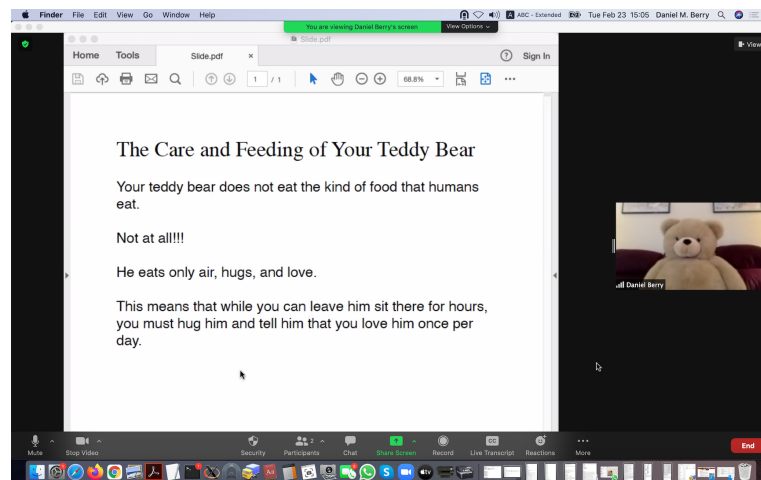 Finder File Edit View Go Window Help ABC - Extended Tue Feb 23 15:05 Daniel M. Berry
You are viewing Daniel Berry's screen View Options
Slide.pdf
View
Home Tools Slide.pdf × Sign In
1 / 1 68.8%
The Care and Feeding of Your Teddy Bear
Your teddy bear does not eat the kind of food that humans
eat.
Not at all!!!
He eats only air, hugs, and love.
This means that while you can leave him sit there for hours,
you must hug him and tell him that you love him once per
day.
Daniel Berry
2
CC
Mute Stop Video Security Participants Chat Share Screen Record Live Transcript Reactions More End